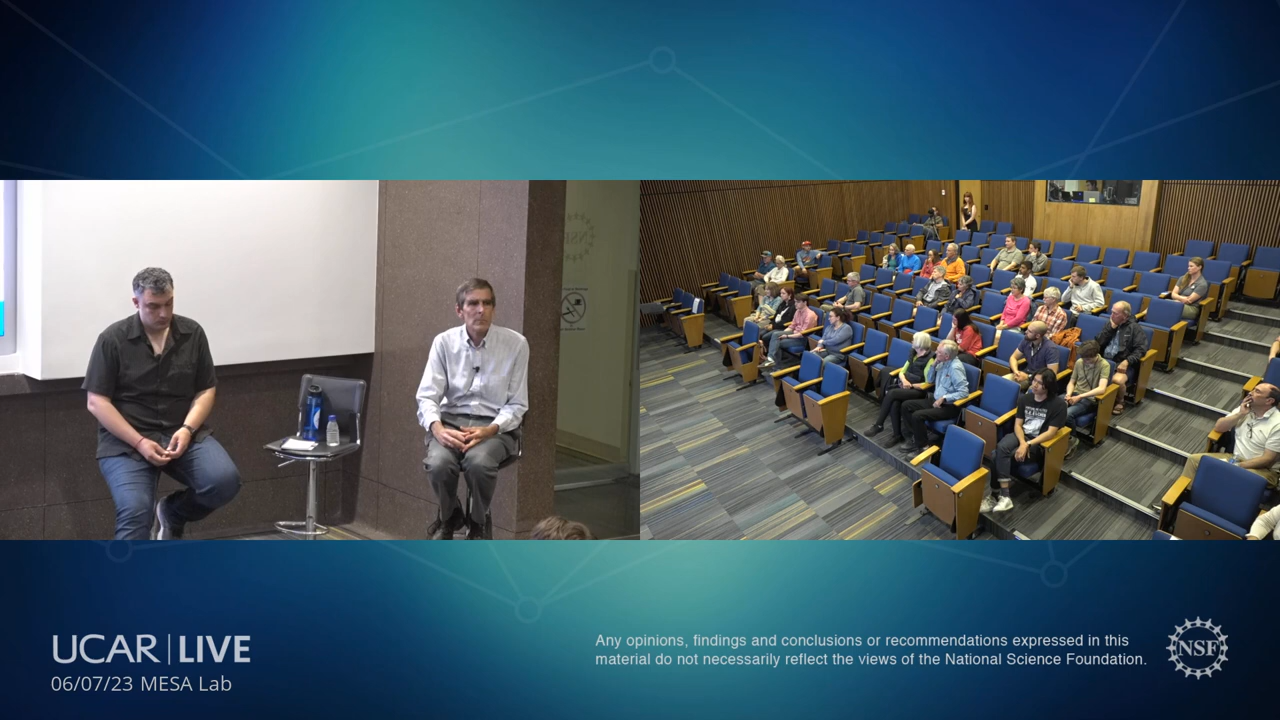 UCAR | LIVE
06/07/23 MESA Lab
Any opinions, findings and conclusions or recommendations expressed in this
material do not necessarily reflect the views of the National Science Foundation.
NSF